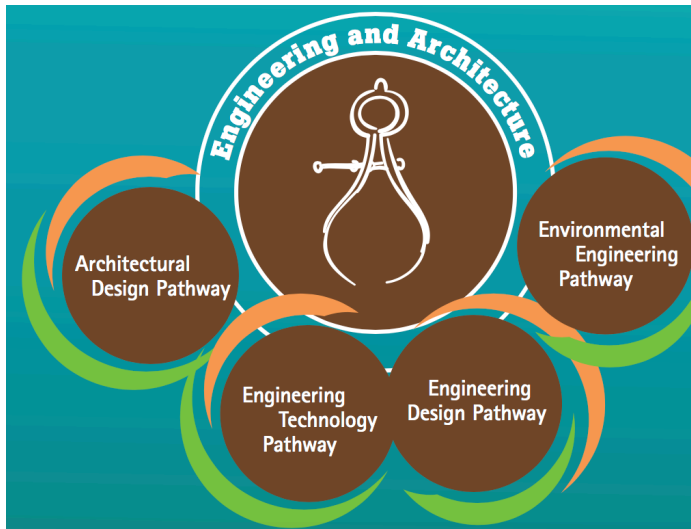 Engineering and Architecture
Architectural
Design Pathway
Engineering
Technology
Pathway
Engineering
Design Pathway
Environmental
Engineering
Pathway